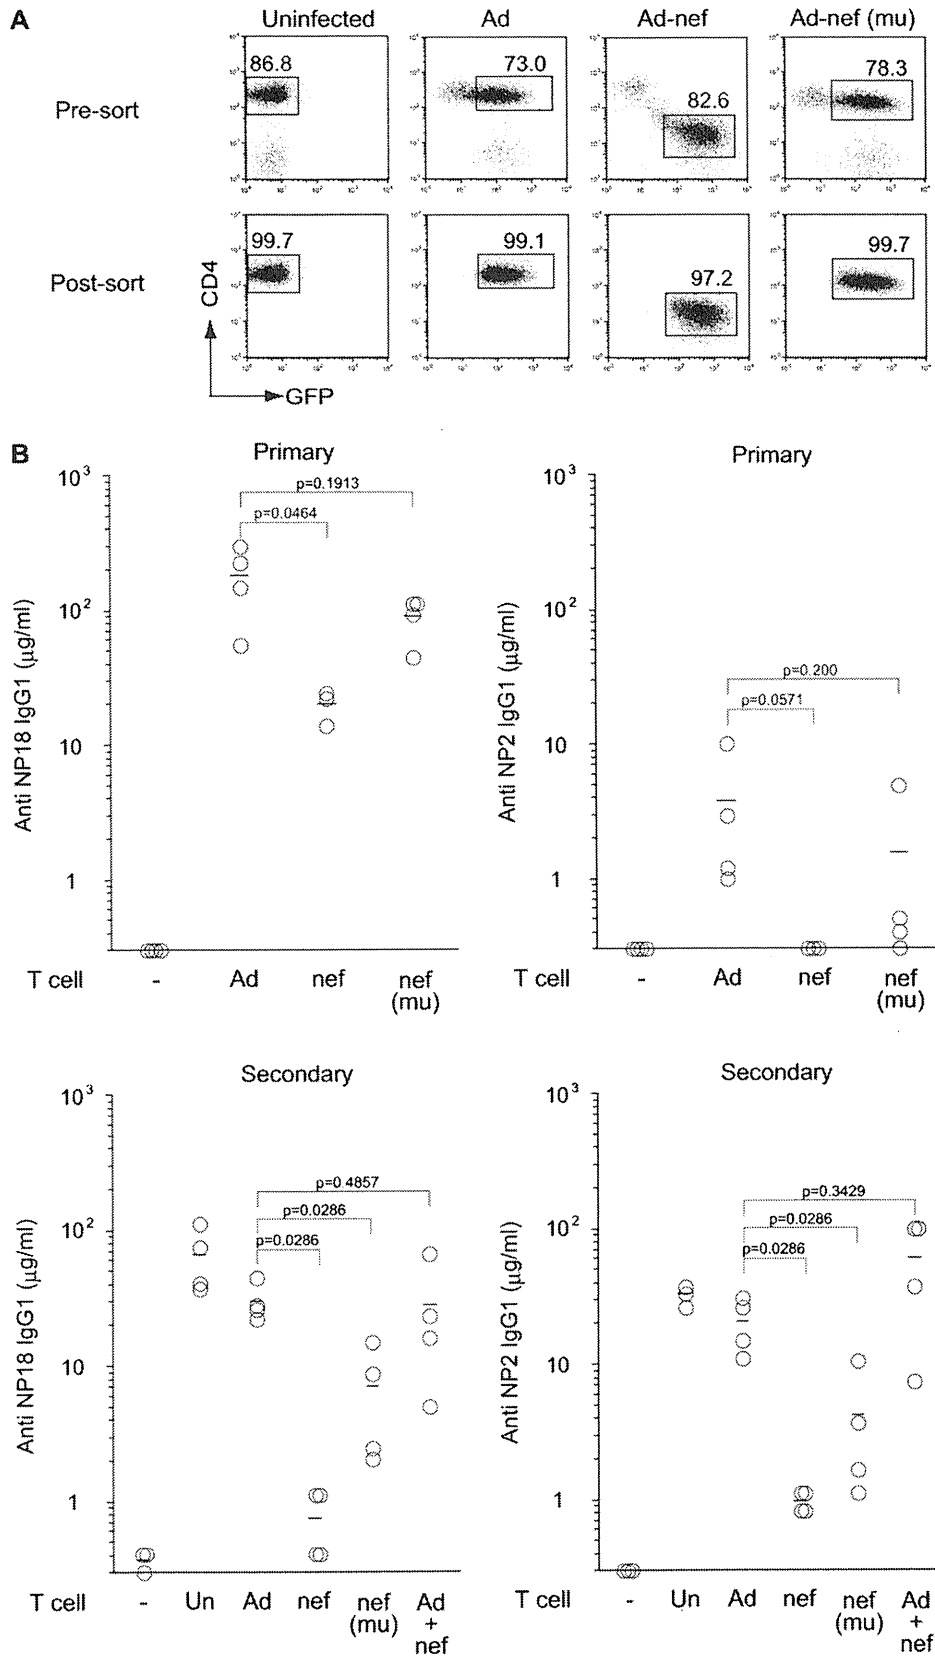 A
Uninfected Ad Ad-nef Ad-nef (mu)
Pre-sort
86.8 73.0 82.6 78.3
Post-sort
99.7 99.1 97.2 99.7
CD4
GFP
B
Primary
Anti NP18 IgG1 (μg/ml)
10³
10²
10
1
p=0.1913
p=0.0464
T cell - Ad nef nef (mu)
Primary
Anti NP2 IgG1 (μg/ml)
10³
10²
10
1
p=0.200
p=0.0571
T cell - Ad nef nef (mu)
Secondary
Anti NP18 IgG1 (μg/ml)
10³
10²
10
1
p=0.4857
p=0.0286
p=0.0286
T cell - Un Ad nef nef (mu) Ad + nef
Secondary
Anti NP2 IgG1 (μg/ml)
10³
10²
10
1
p=0.3429
p=0.0286
p=0.0286
T cell - Un Ad nef nef (mu) Ad + nef